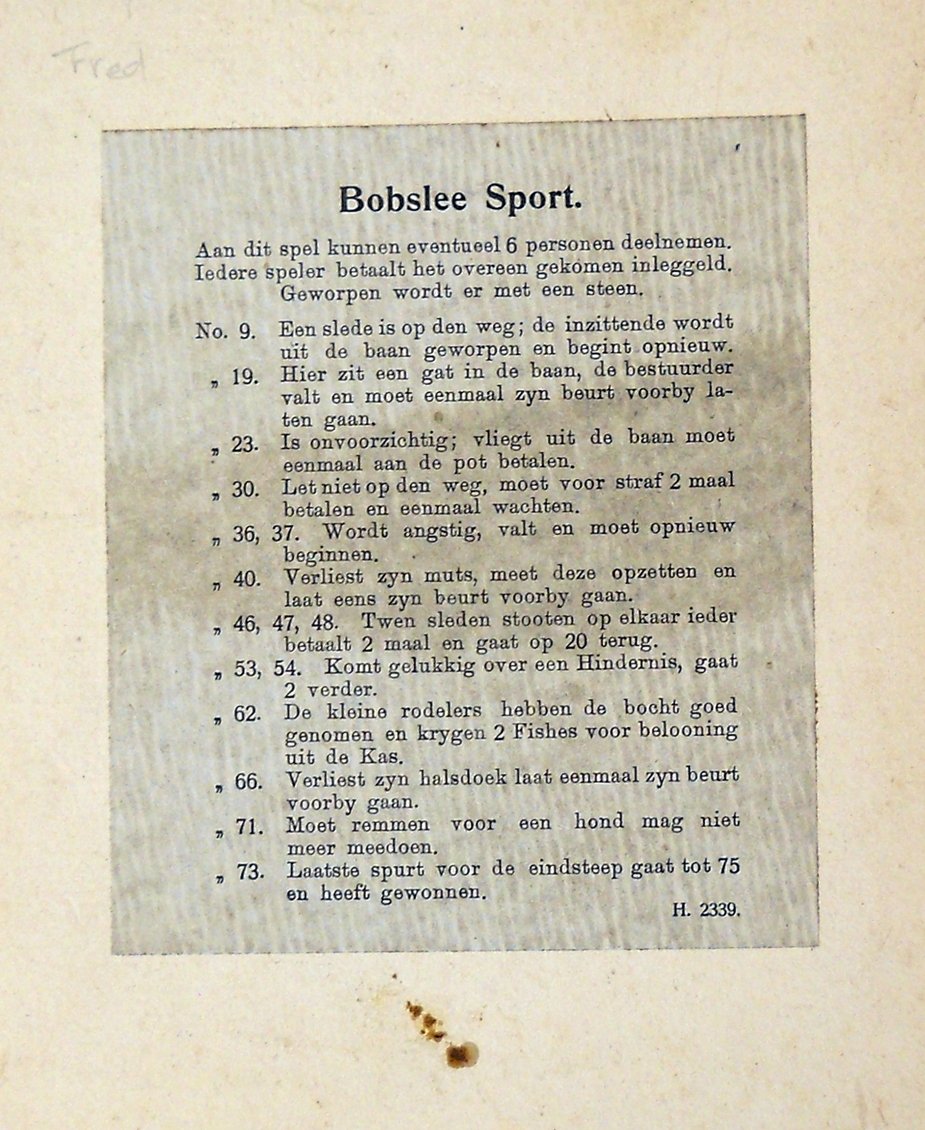 Fred
Bobslee Sport.
Aan dit spel kunnen eventueel 6 personen deelnemen.
Iedere speler betaalt het overeen gekomen inleggeld.
Geworpen wordt er met een steen.
No. 9. Een slede is op den weg; de inzittende wordt
uit de baan geworpen en begint opnieuw.
„ 19. Hier zit een gat in de baan, de bestuurder
valt en moet eenmaal zyn beurt voorby la-
ten gaan.
„ 23. Is onvoorzichtig; vliegt uit de baan moet
eenmaal aan de pot betalen.
„ 30. Let niet op den weg, moet voor straf 2 maal
betalen en eenmaal wachten.
„ 36, 37. Wordt angstig, valt en moet opnieuw
beginnen.
„ 40. Verliest zyn muts, meet deze opzetten en
laat eens zyn beurt voorby gaan.
„ 46, 47, 48. Twen sleden stooten op elkaar ieder
betaalt 2 maal en gaat op 20 terug.
„ 53, 54. Komt gelukkig over een Hindernis, gaat
2 verder.
„ 62. De kleine rodelers hebben de bocht goed
genomen en krygen 2 Fishes voor belooning
uit de Kas.
„ 66. Verliest zyn halsdoek laat eenmaal zyn beurt
voorby gaan.
„ 71. Moet remmen voor een hond mag niet
meer meedoen.
„ 73. Laatste spurt voor de eindsteep gaat tot 75
en heeft gewonnen.
H. 2339.